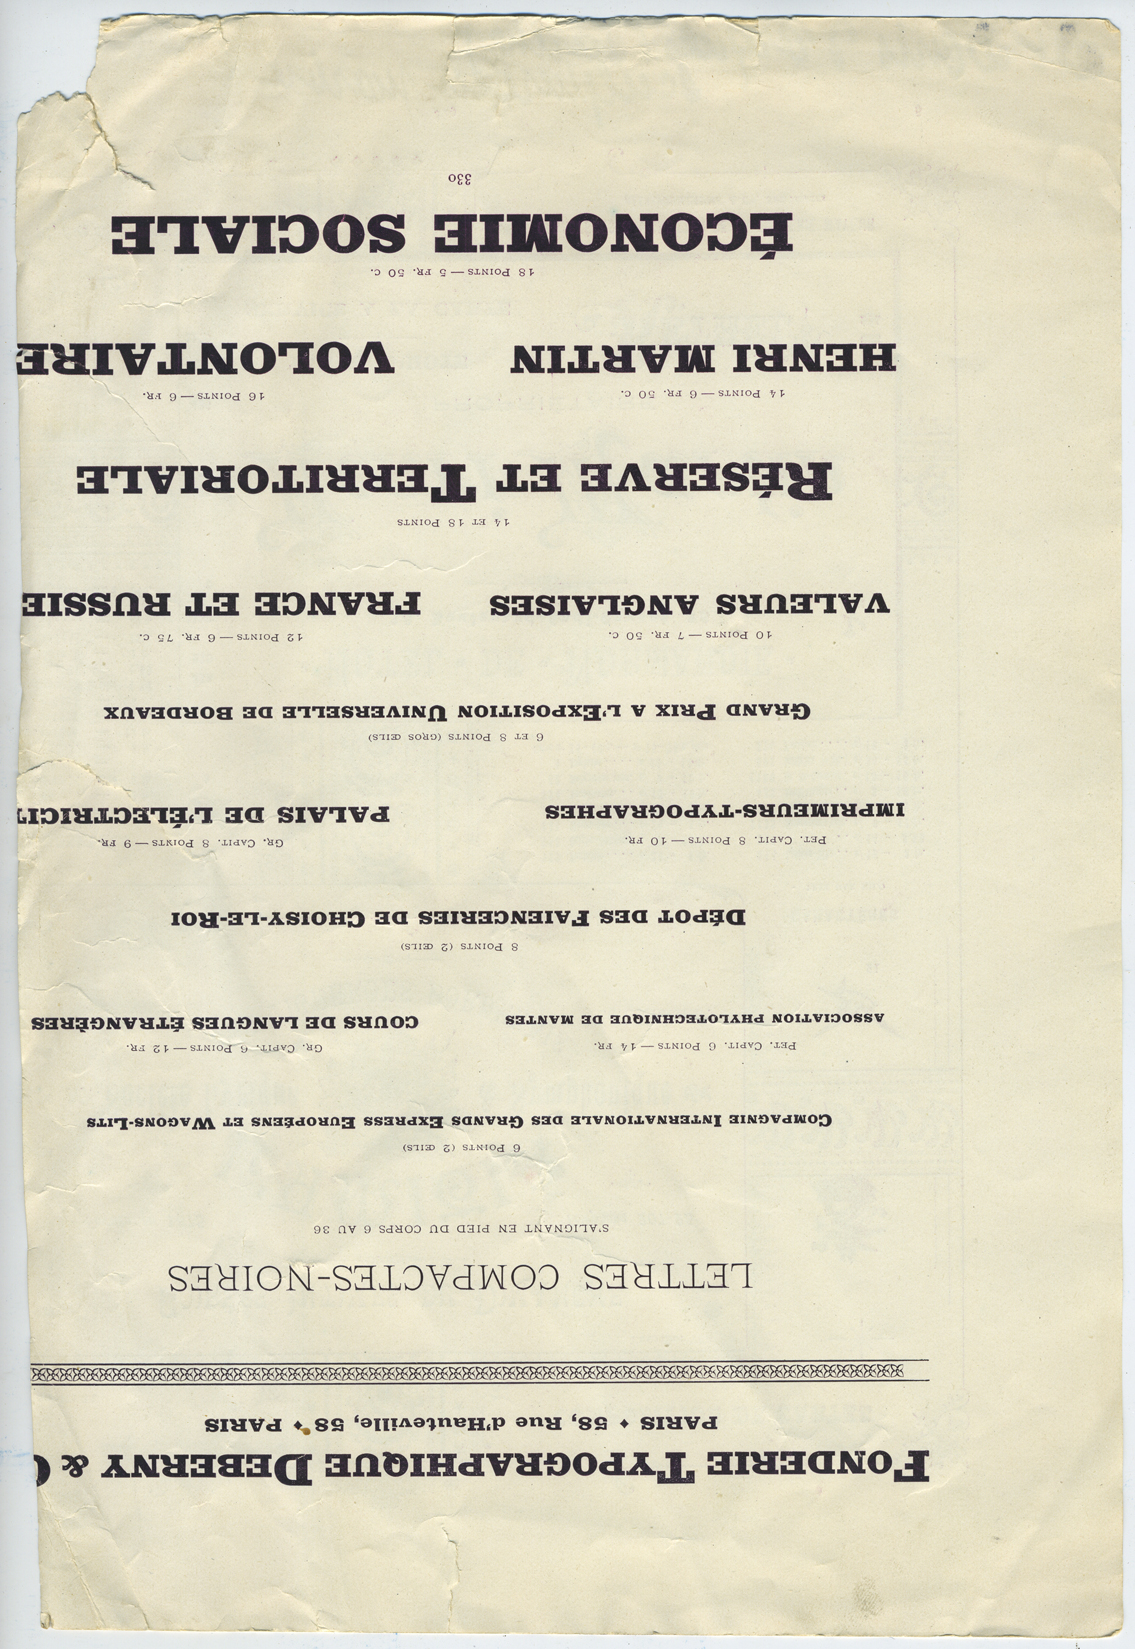 FONDERIE TYPOGRAPHIQUE DEBERNY & C
PARIS ♦ 58, Rue d'Hauteville, 58 ♦ PARIS
LETTRES COMPACTES-NOIRES
S'ALIGNANT EN PIED DU CORPS 6 AU 36
6 POINTS (2 ŒILS)
COMPAGNIE INTERNATIONALE DES GRANDS EXPRESS EUROPÉENS ET WAGONS-LITS
PET. CAPIT. 6 POINTS — 14 FR. GR. CAPIT. 6 POINTS — 12 FR.
ASSOCIATION PHYLOTECHNIQUE DE MANTES COURS DE LANGUES ÉTRANGÈRES
8 POINTS (2 ŒILS)
DÉPOT DES FAIENCERIES DE CHOISY-LE-ROI
PET. CAPIT. 8 POINTS — 10 FR. GR. CAPIT. 8 POINTS — 9 FR.
IMPRIMEURS-TYPOGRAPHES PALAIS DE L'ÉLECTRICIT
6 ET 8 POINTS (GROS ŒILS)
GRAND PRIX A L'EXPOSITION UNIVERSELLE DE BORDEAUX
10 POINTS — 7 FR. 50 C. 12 POINTS — 6 FR. 75 C.
VALEURS ANGLAISES FRANCE ET RUSSIE
14 ET 18 POINTS
RÉSERVE ET TERRITORIALE
14 POINTS — 6 FR. 50 C. 16 POINTS — 6 FR.
HENRI MARTIN VOLONTAIRE
18 POINTS — 5 FR. 50 C.
ÉCONOMIE SOCIALE
330